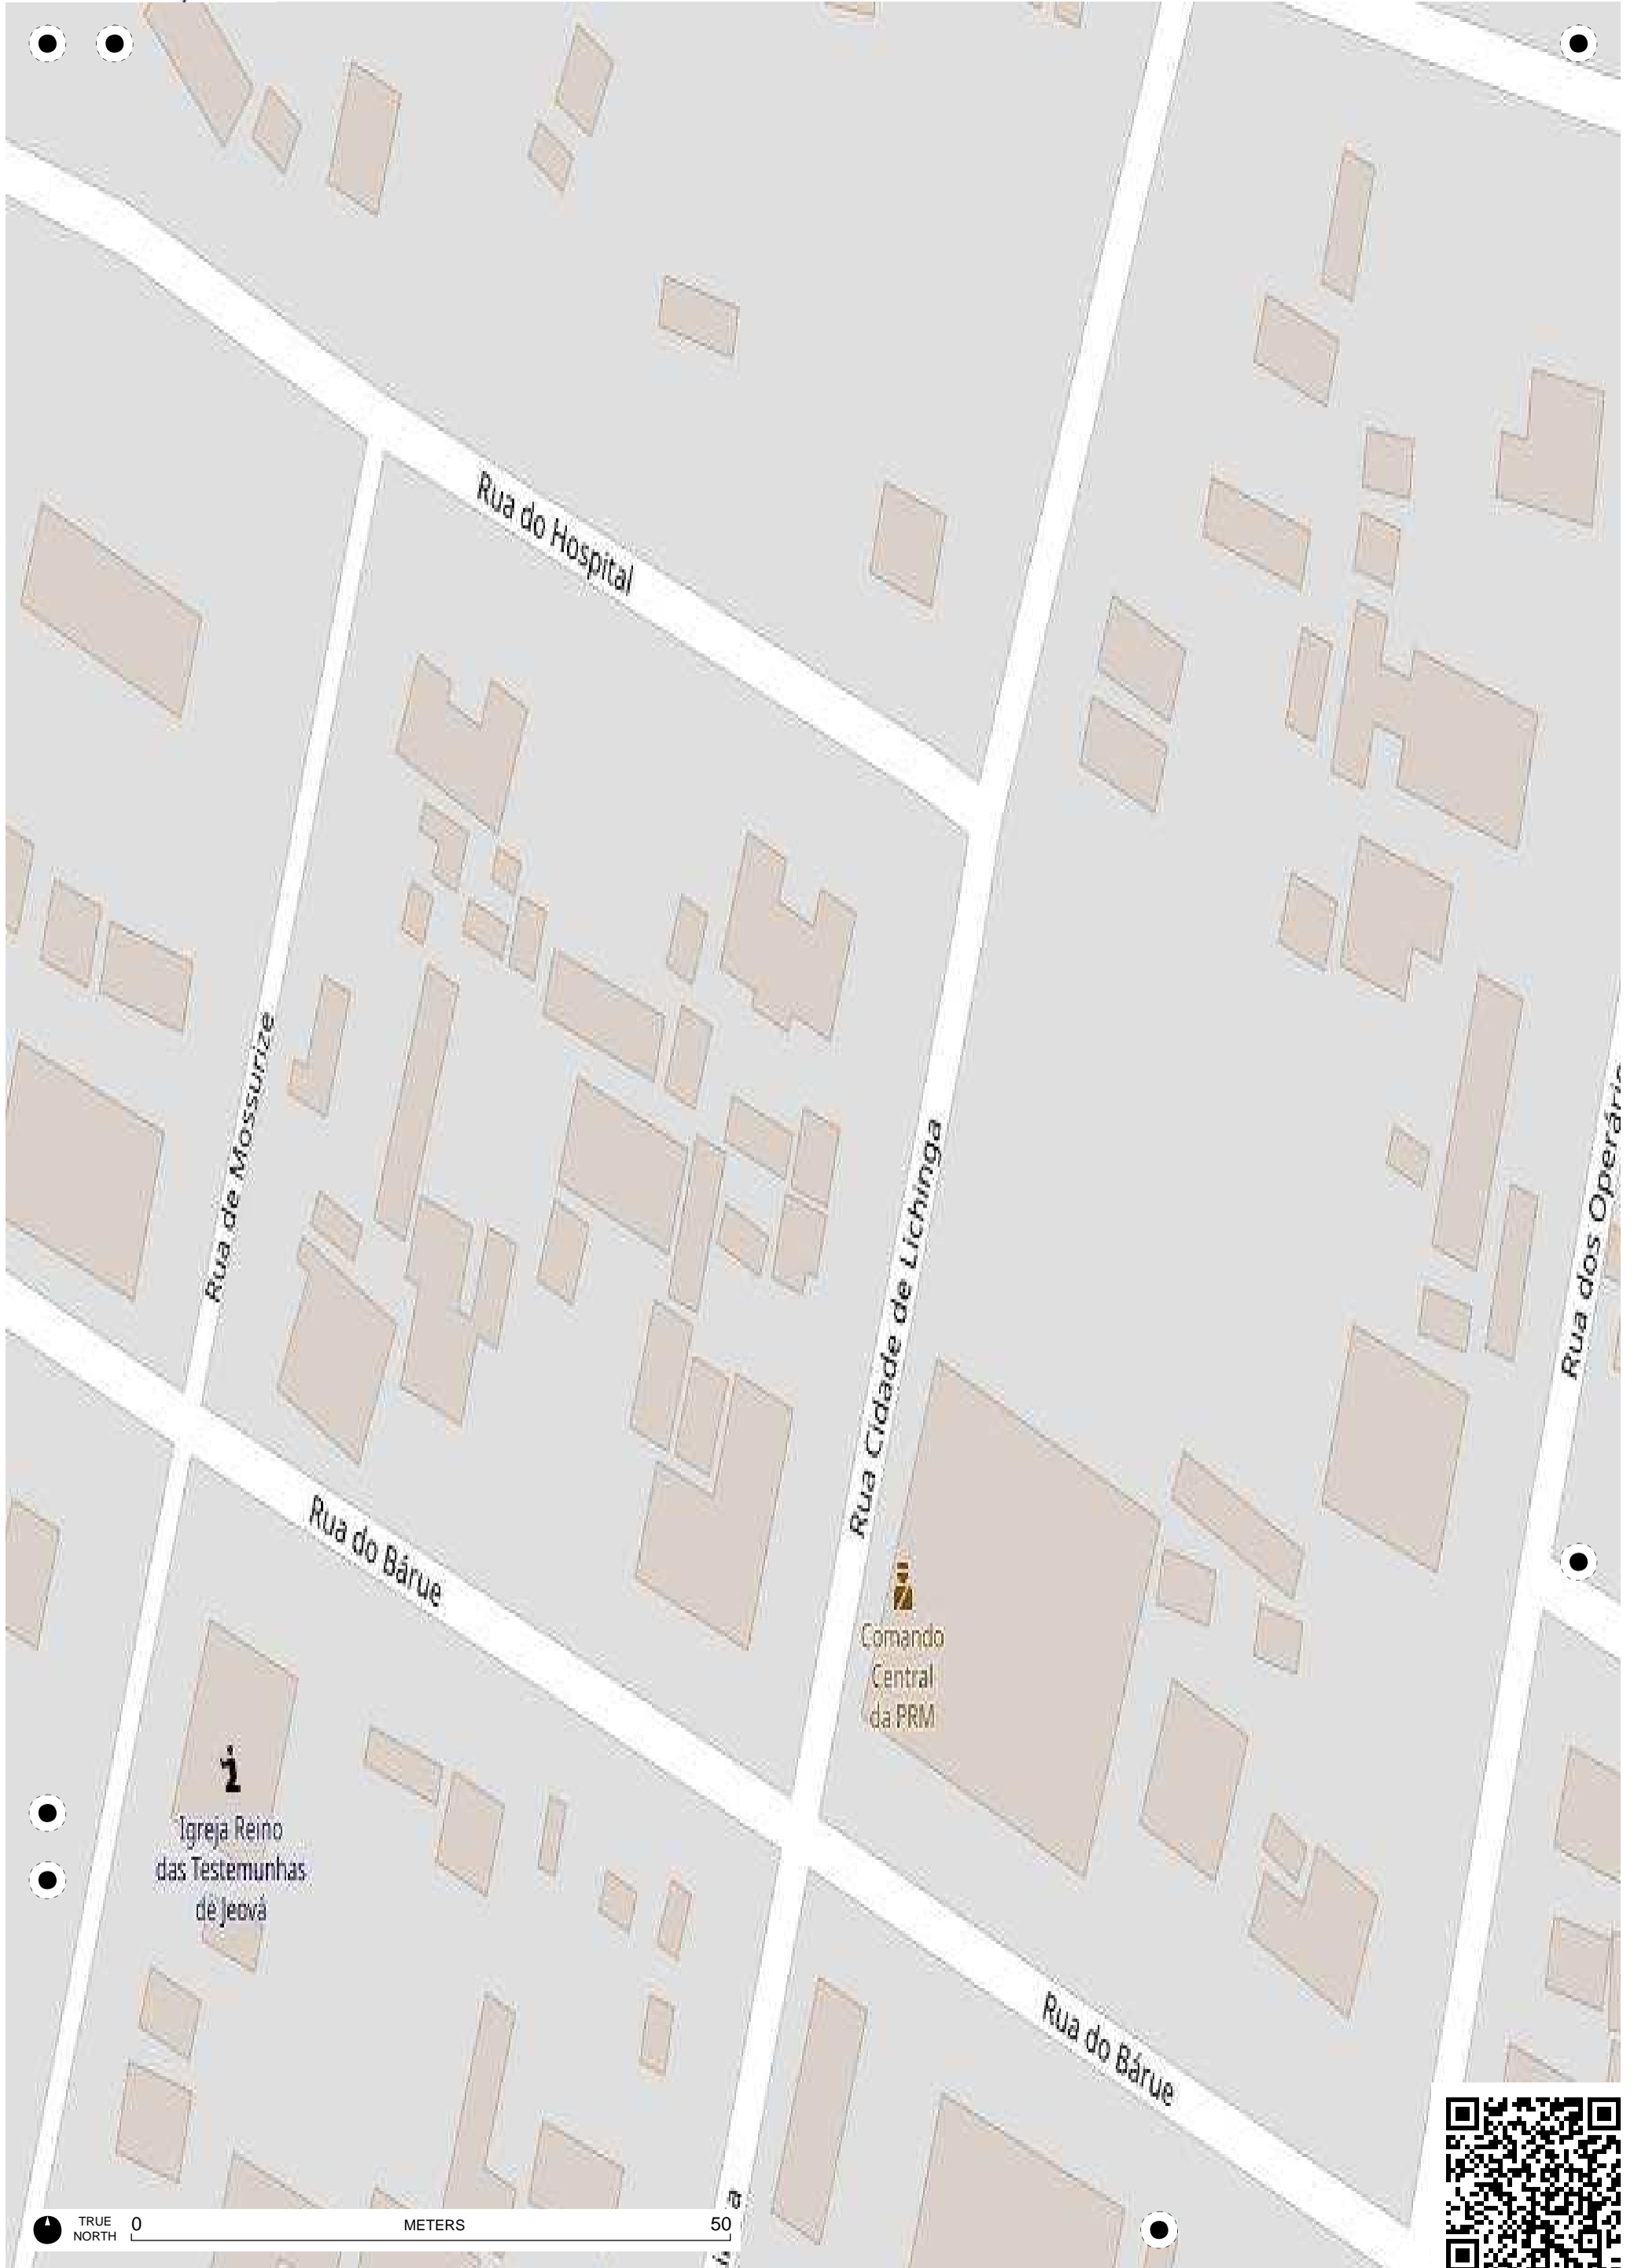 Rua do Hospital
Rua de Mossurize
Rua Cidade de Lichinga
Rua dos Operário
Rua do Bárue
Comando
Central
da PRM
Igreja Reino
das Testemunhas
de Jeová
Rua do Bárue
TRUE
NORTH
0
METERS
50